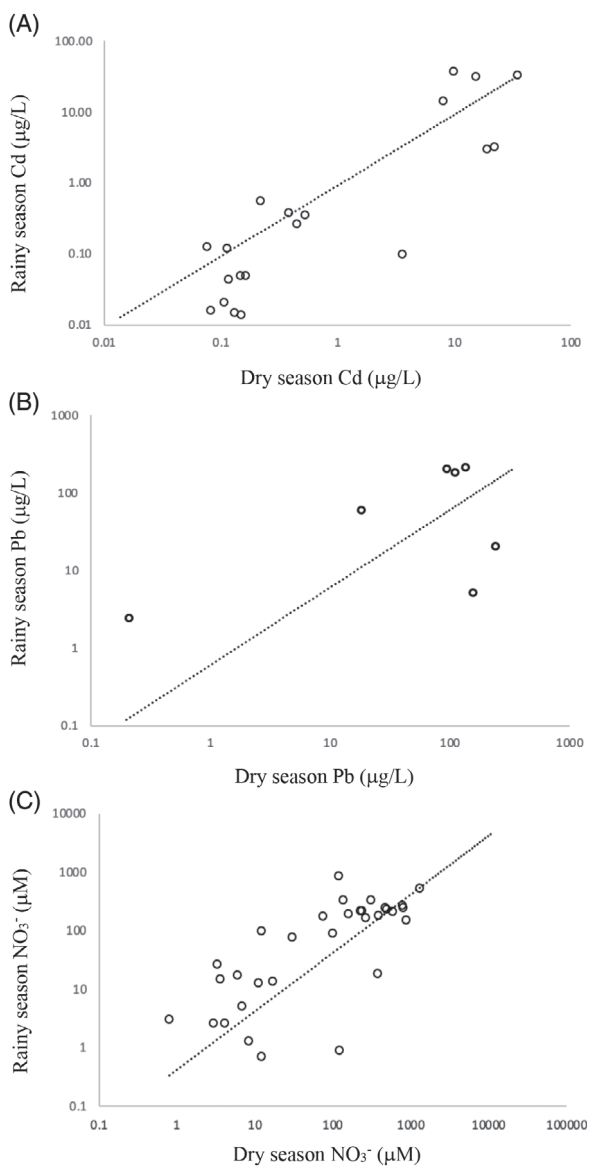 (A)
100.00
10.00
1.00
0.10
0.01
Rainy season Cd (μg/L)
0.01 0.1 1 10 100
Dry season Cd (μg/L)
(B)
1000
100
10
1
0.1
Rainy season Pb (μg/L)
0.1 1 10 100 1000
Dry season Pb (μg/L)
(C)
10000
1000
100
10
1
0.1
Rainy season NO₃⁻ (μM)
0.1 1 10 100 1000 10000 100000
Dry season NO₃⁻ (μM)